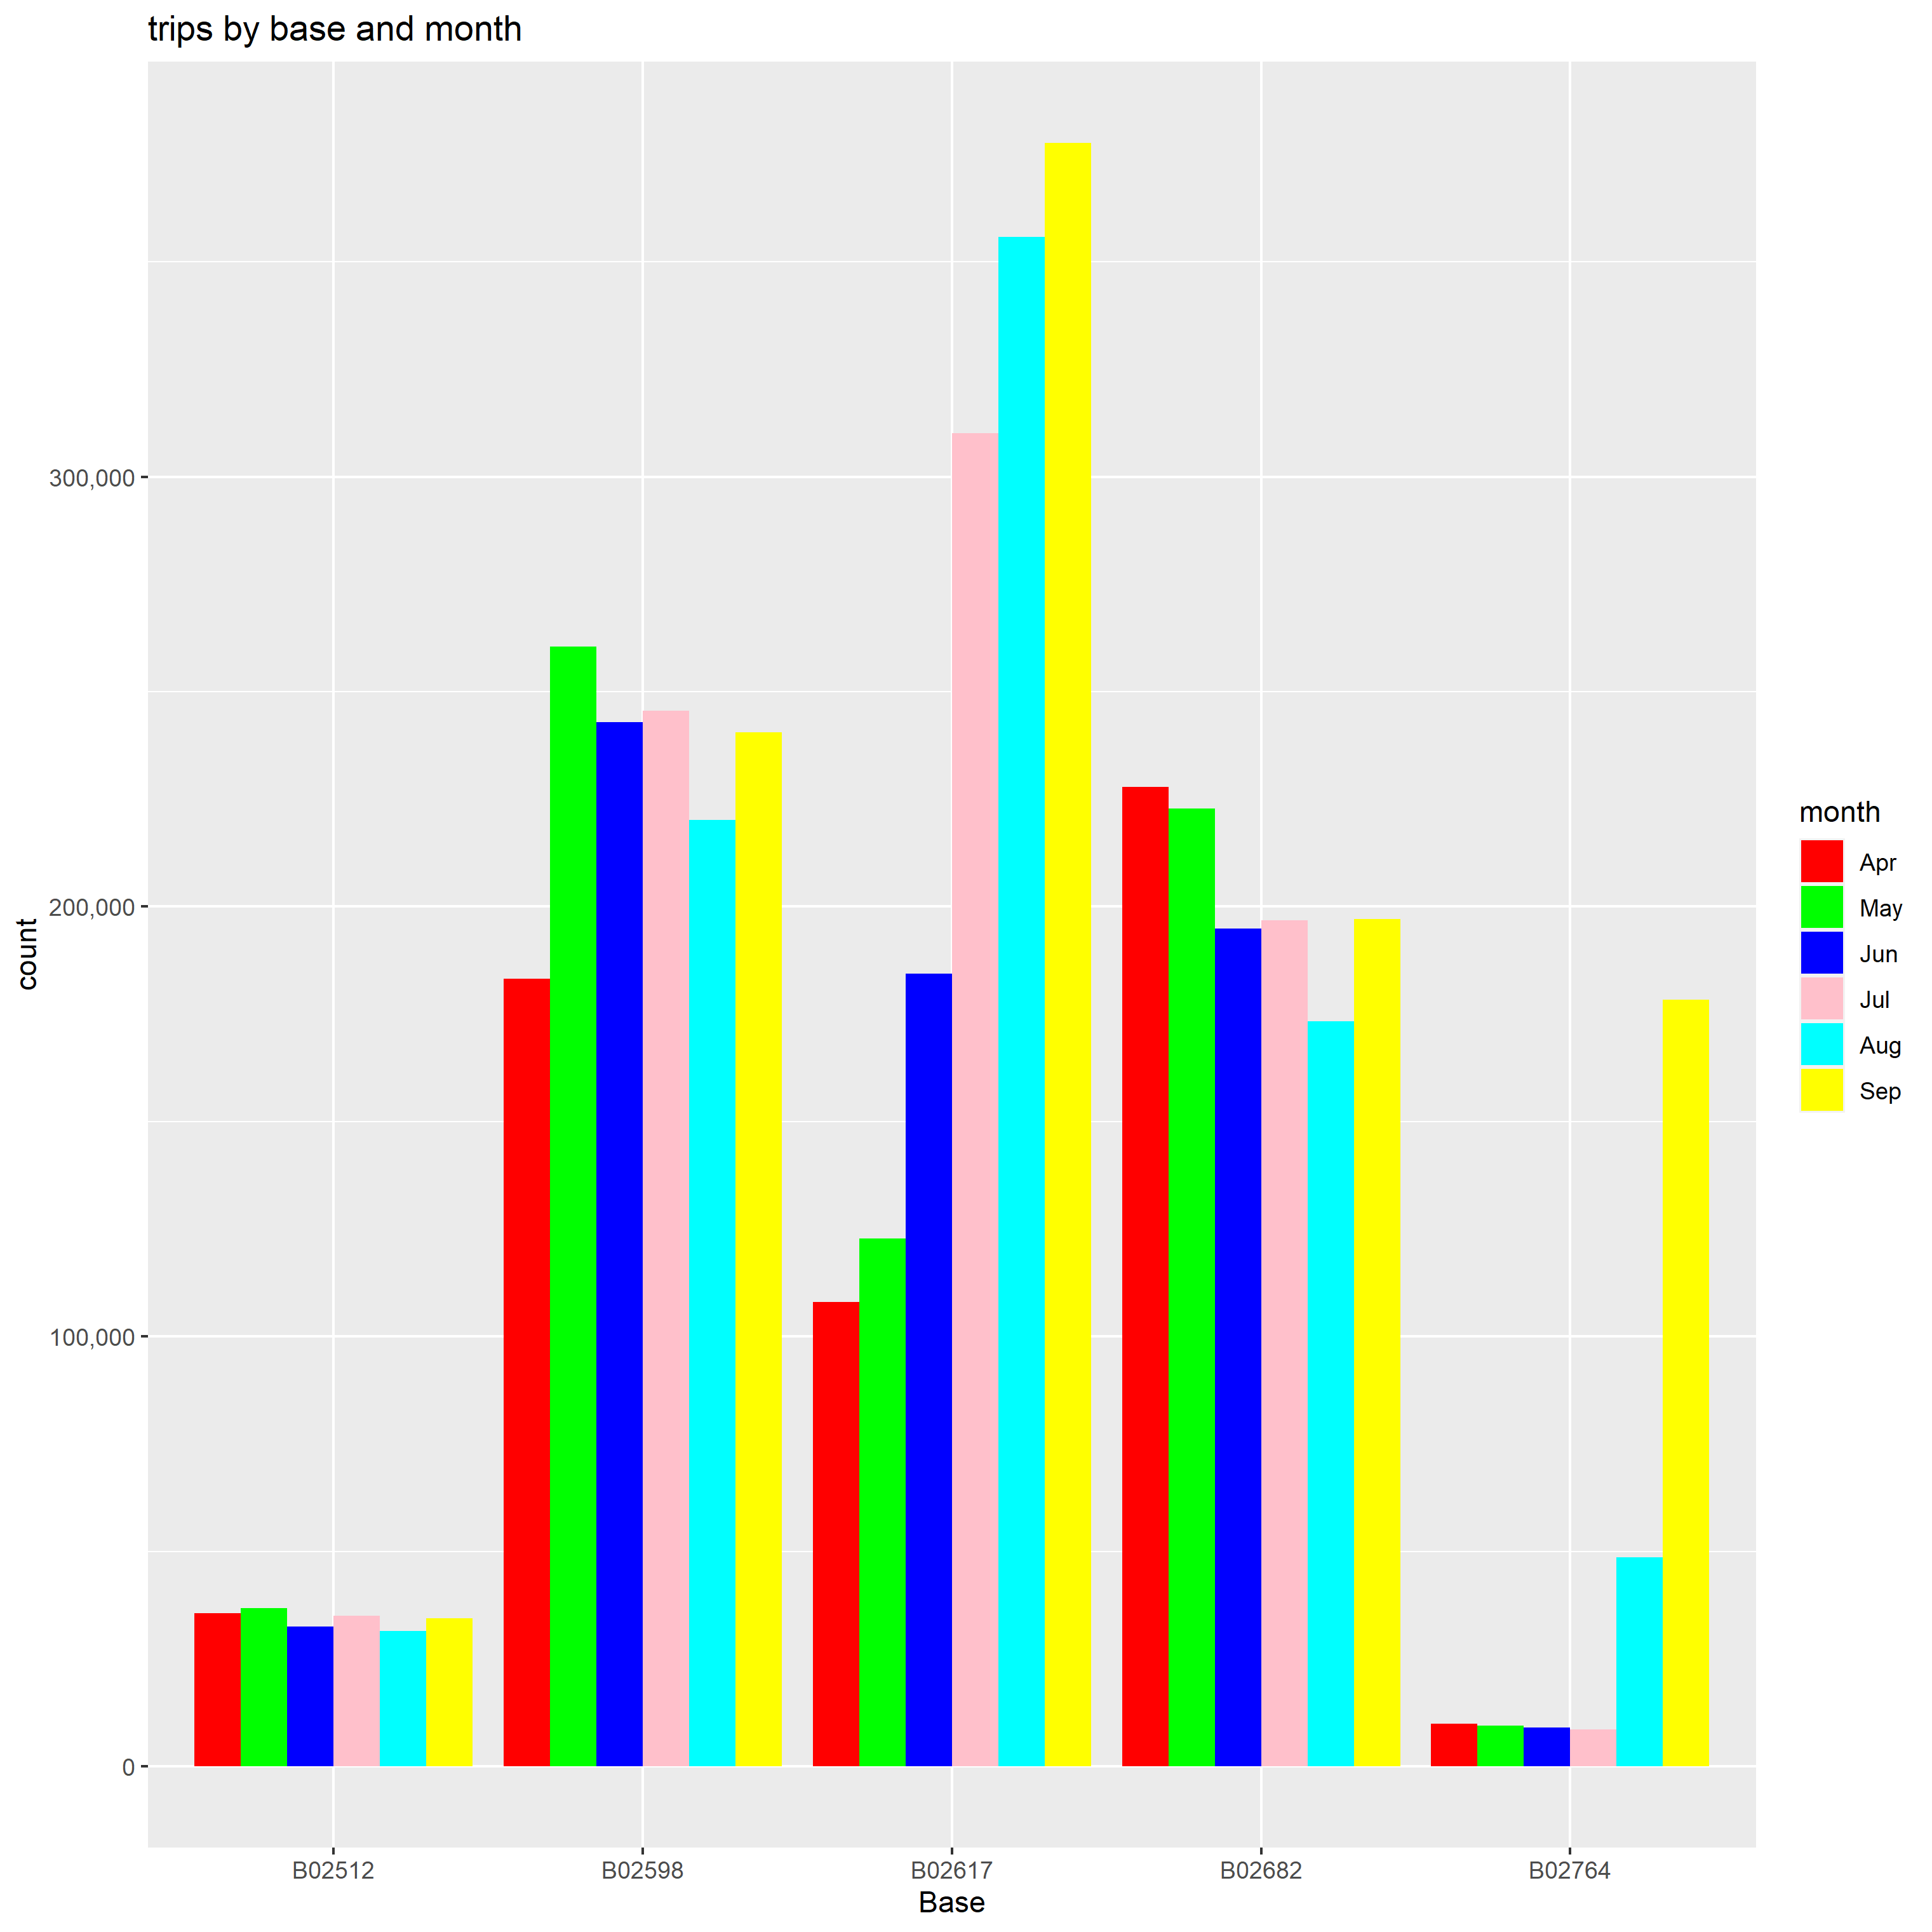 trips by base and month
count
300,000
200,000
100,000
0
B02512 B02598 B02617 B02682 B02764
Base
month
Apr
May
Jun
Jul
Aug
Sep